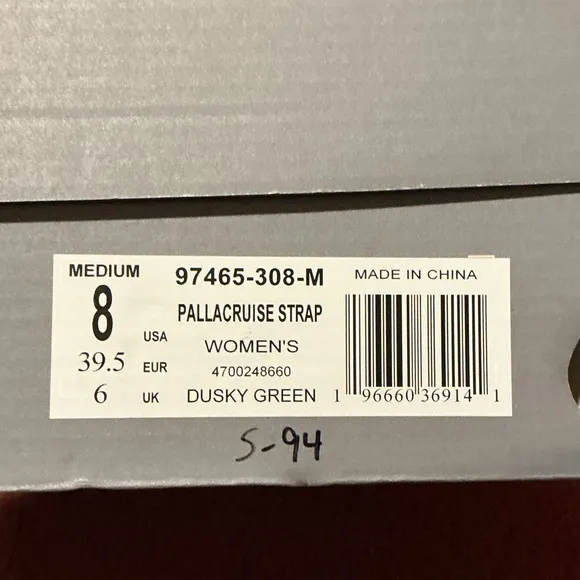 MEDIUM
8 USA
39.5 EUR
6 UK
97465-308-M
PALLACRUISE STRAP
WOMEN'S
4700248660
DUSKY GREEN
MADE IN CHINA
1 96660 36914 1
S-94